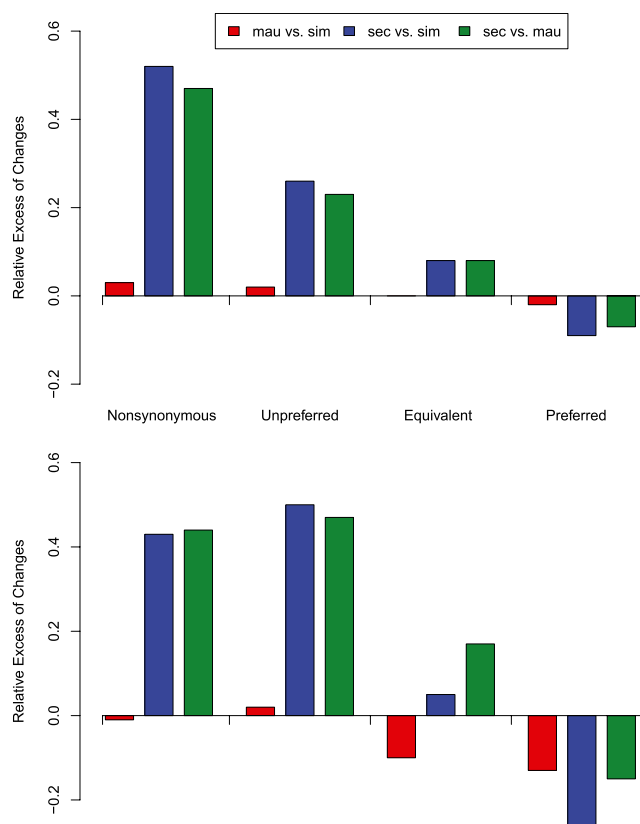 mau vs. sim sec vs. sim sec vs. mau
Relative Excess of Changes
0.6
0.4
0.2
0.0
−0.2
Nonsynonymous Unpreferred Equivalent Preferred
Relative Excess of Changes
0.6
0.4
0.2
0.0
−0.2